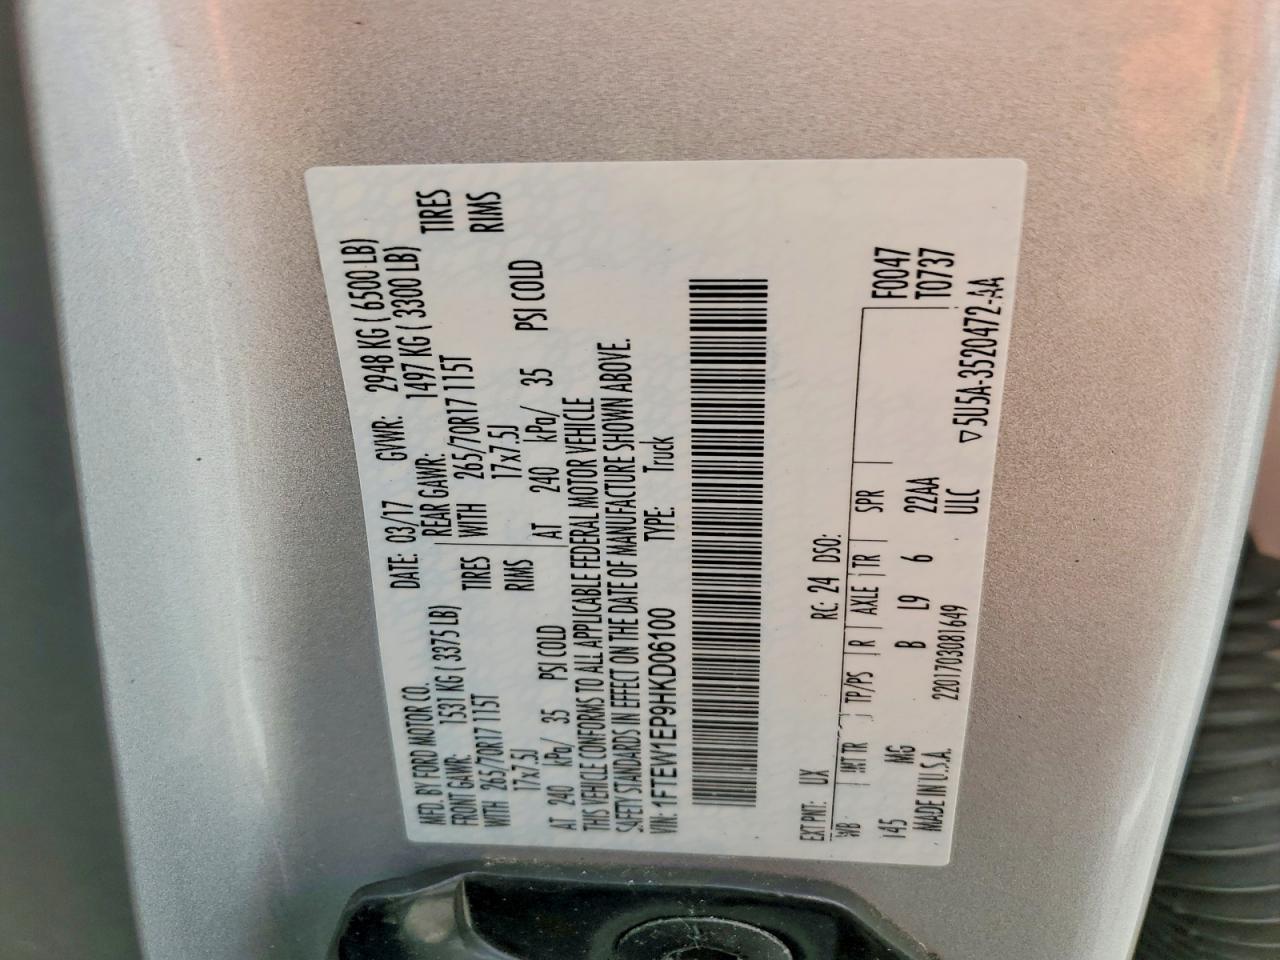 MFD. BY FORD MOTOR CO. DATE: 03/17 GVWR: 2948 KG ( 6500 LB)
FRONT GAWR: 1531 KG ( 3375 LB) REAR GAWR: 1497 KG ( 3300 LB)
WITH 265/70R17 115T TIRES WITH 265/70R17 115T TIRES
17x7.5J RIMS 17x7.5J RIMS
AT 240 kPa/ 35 PSI COLD AT 240 kPa/ 35 PSI COLD
THIS VEHICLE CONFORMS TO ALL APPLICABLE FEDERAL MOTOR VEHICLE
SAFETY STANDARDS IN EFFECT ON THE DATE OF MANUFACTURE SHOWN ABOVE.
VIN: 1FTEW1EP9HKD06100 TYPE: Truck
EXT PNT: UX RC: 24 DSO:
WB INT TR TP/PS R AXLE TR SPR F0047
145 MG B L9 6 22AA T0737
MADE IN U.S.A. 2201703081649 ULC
▽5U5A-3520472-AA